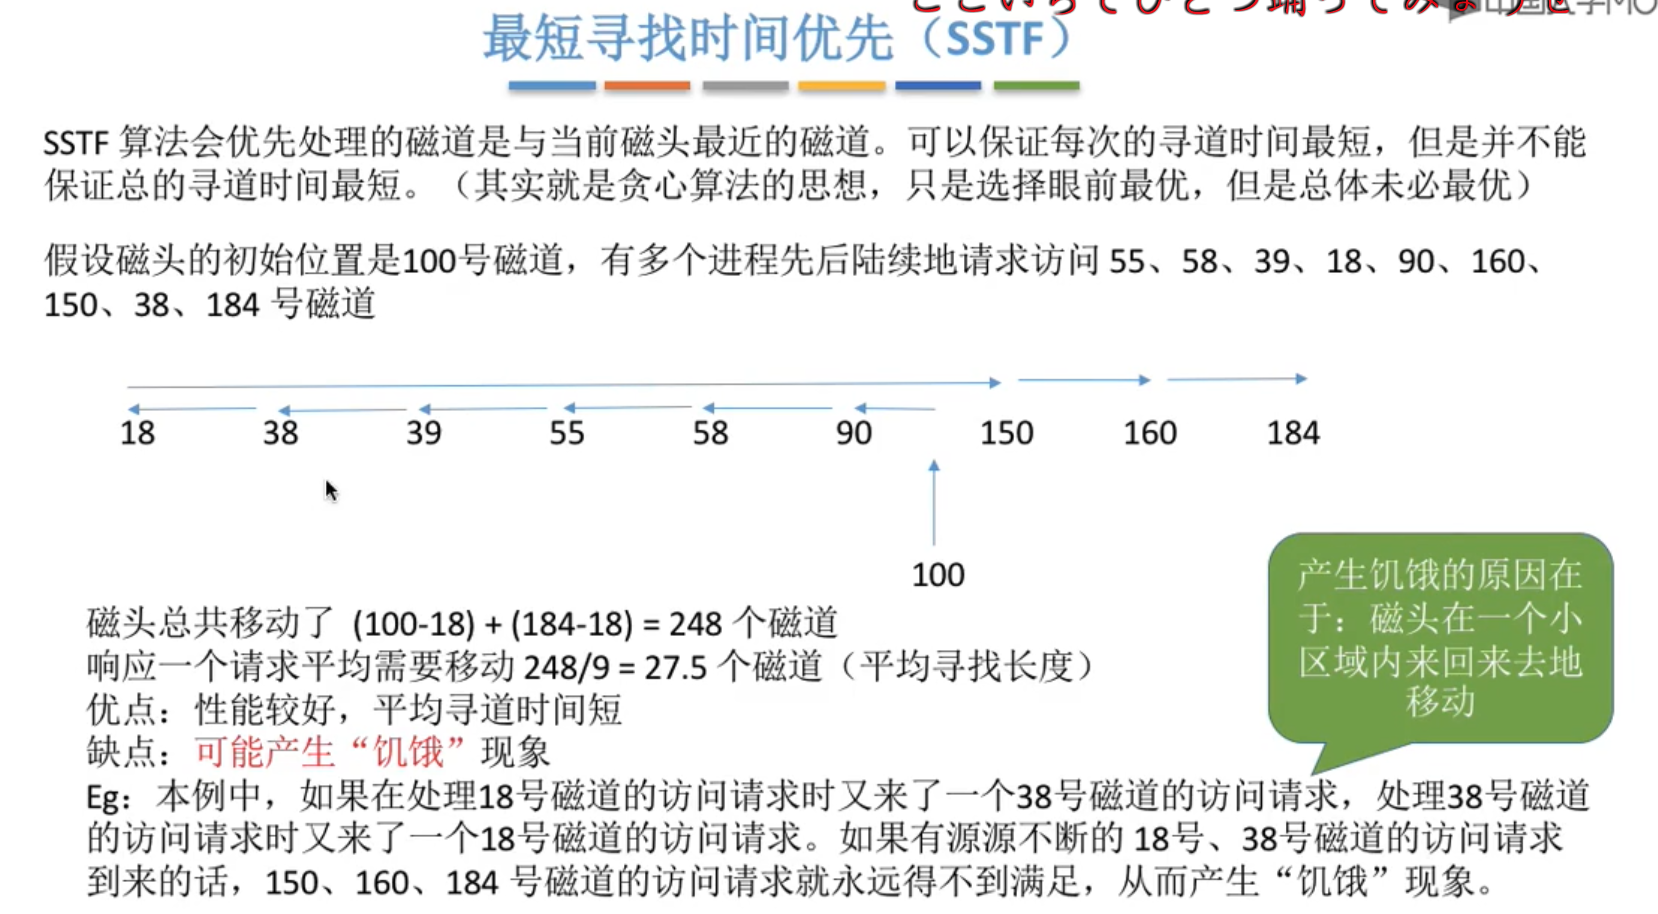 最短寻找时间优先（SSTF）
SSTF 算法会优先处理的磁道是与当前磁头最近的磁道。可以保证每次的寻道时间最短，但是并不能
保证总的寻道时间最短。（其实就是贪心算法的思想，只是选择眼前最优，但是总体未必最优）
假设磁头的初始位置是100号磁道，有多个进程先后陆续地请求访问 55、58、39、18、90、160、
150、38、184 号磁道
18 38 39 55 58 90 150 160 184
100
产生饥饿的原因在
于：磁头在一个小
区域内来回来去地
移动
磁头总共移动了 (100-18) + (184-18) = 248 个磁道
响应一个请求平均需要移动 248/9 = 27.5 个磁道（平均寻找长度）
优点：性能较好，平均寻道时间短
缺点：可能产生“饥饿”现象
Eg：本例中，如果在处理18号磁道的访问请求时又来了一个38号磁道的访问请求，处理38号磁道
的访问请求时又来了一个18号磁道的访问请求。如果有源源不断的 18号、38号磁道的访问请求
到来的话，150、160、184 号磁道的访问请求就永远得不到满足，从而产生“饥饿”现象。